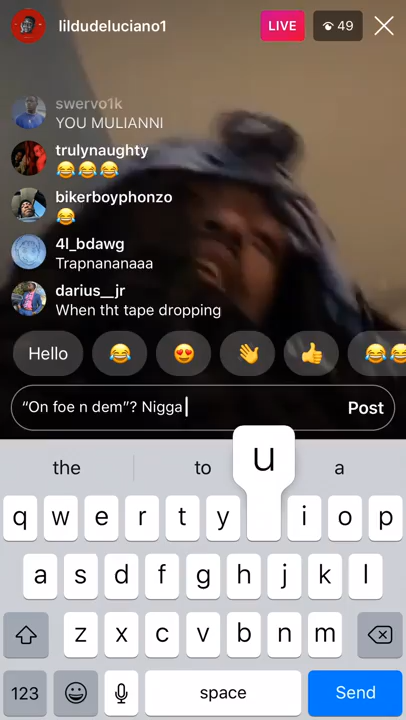 lildudeluciano1 LIVE 49
swervo1k
YOU MULIANNI
trulynaughty
😂😂😂
bikerboyphonzo
😂
4l_bdawg
Trapnananaaa
darius__jr
When tht tape dropping
Hello 😂 😍 👋 👍 😂😂
“On foe n dem”? Nigga Post
the to a
u
q w e r t y i o p
a s d f g h j k l
z x c v b n m
123 space Send